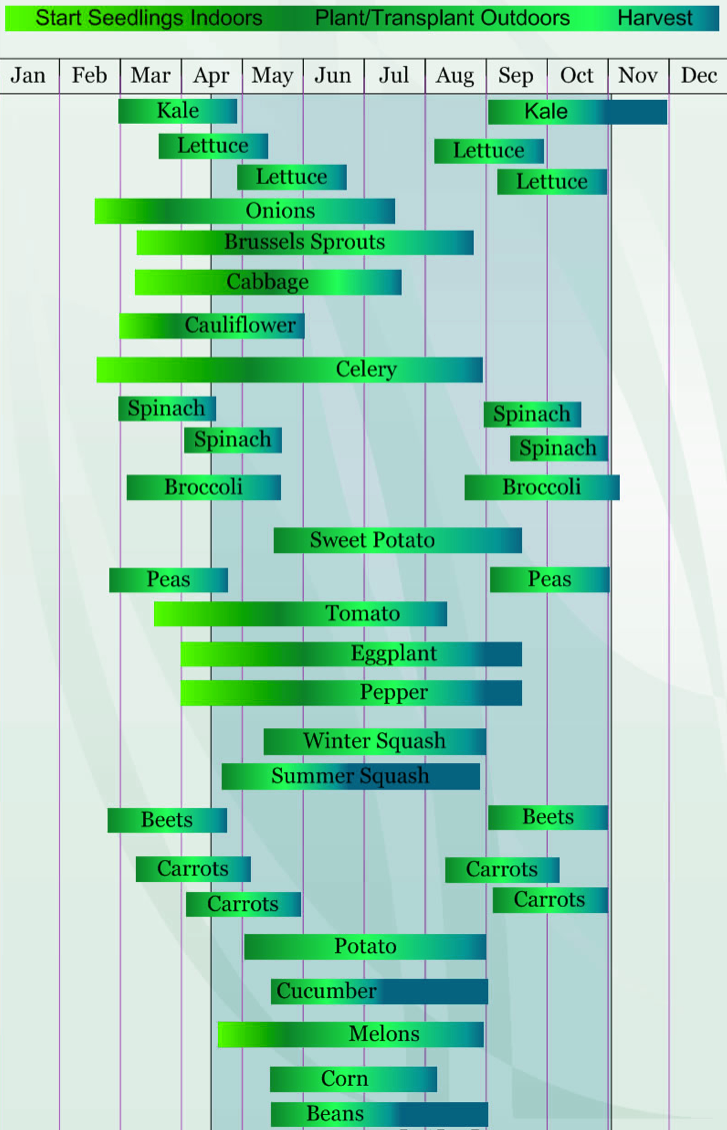 Start Seedlings Indoors Plant/Transplant Outdoors Harvest
Jan Feb Mar Apr May Jun Jul Aug Sep Oct Nov Dec
Kale Kale
Lettuce Lettuce
Lettuce Lettuce
Onions
Brussels Sprouts
Cabbage
Cauliflower
Celery
Spinach Spinach
Spinach Spinach
Broccoli Broccoli
Sweet Potato
Peas Peas
Tomato
Eggplant
Pepper
Winter Squash
Summer Squash
Beets Beets
Carrots Carrots
Carrots Carrots
Potato
Cucumber
Melons
Corn
Beans